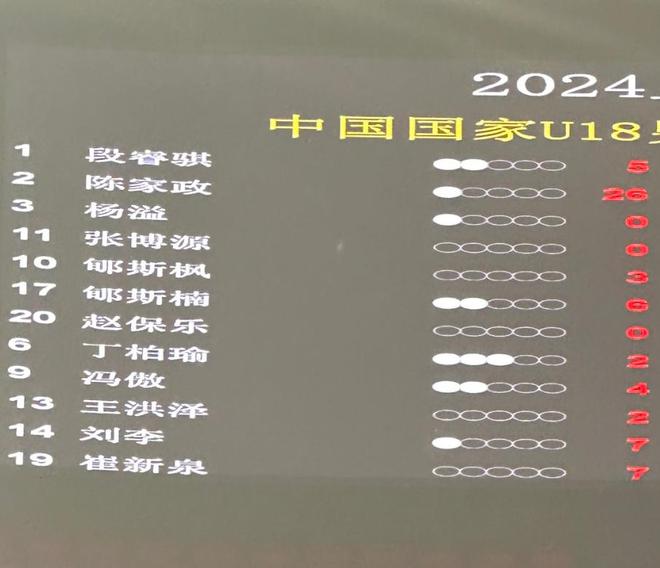 2024
中国国家U18男
1 段睿骐 5
2 陈家政 26
3 杨溢 0
11 张博源 0
10 郇斯枫 3
17 郇斯楠 6
20 赵保乐 0
6 丁柏瑜 2
9 冯傲 4
13 王洪泽 2
14 刘李 7
19 崔新泉 7